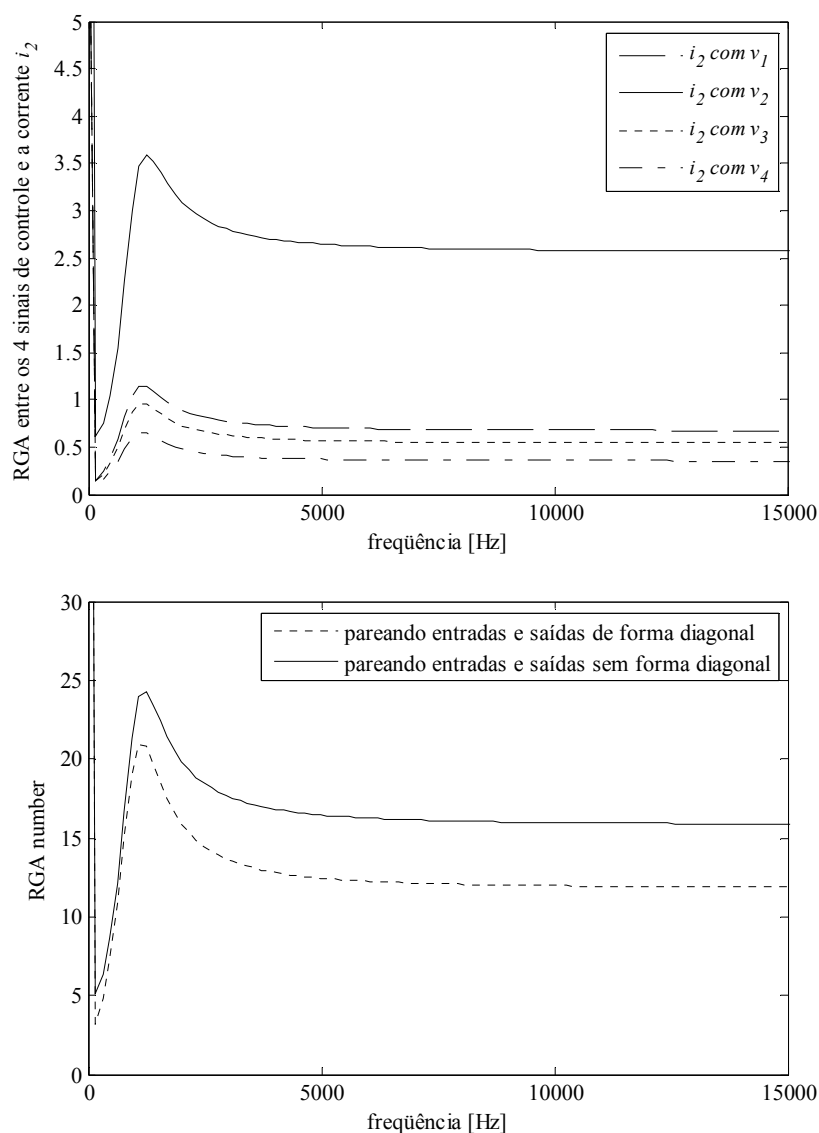 RGA entre os 4 sinais de controle e a corrente i2
5
4.5
4
3.5
3
2.5
2
1.5
1
0.5
0
i2 com v1
i2 com v2
i2 com v3
i2 com v4
0 5000 10000 15000
freqüência [Hz]
RGA number
30
25
20
15
10
5
0
pareando entradas e saídas de forma diagonal
pareando entradas e saídas sem forma diagonal
0 5000 10000 15000
freqüência [Hz]